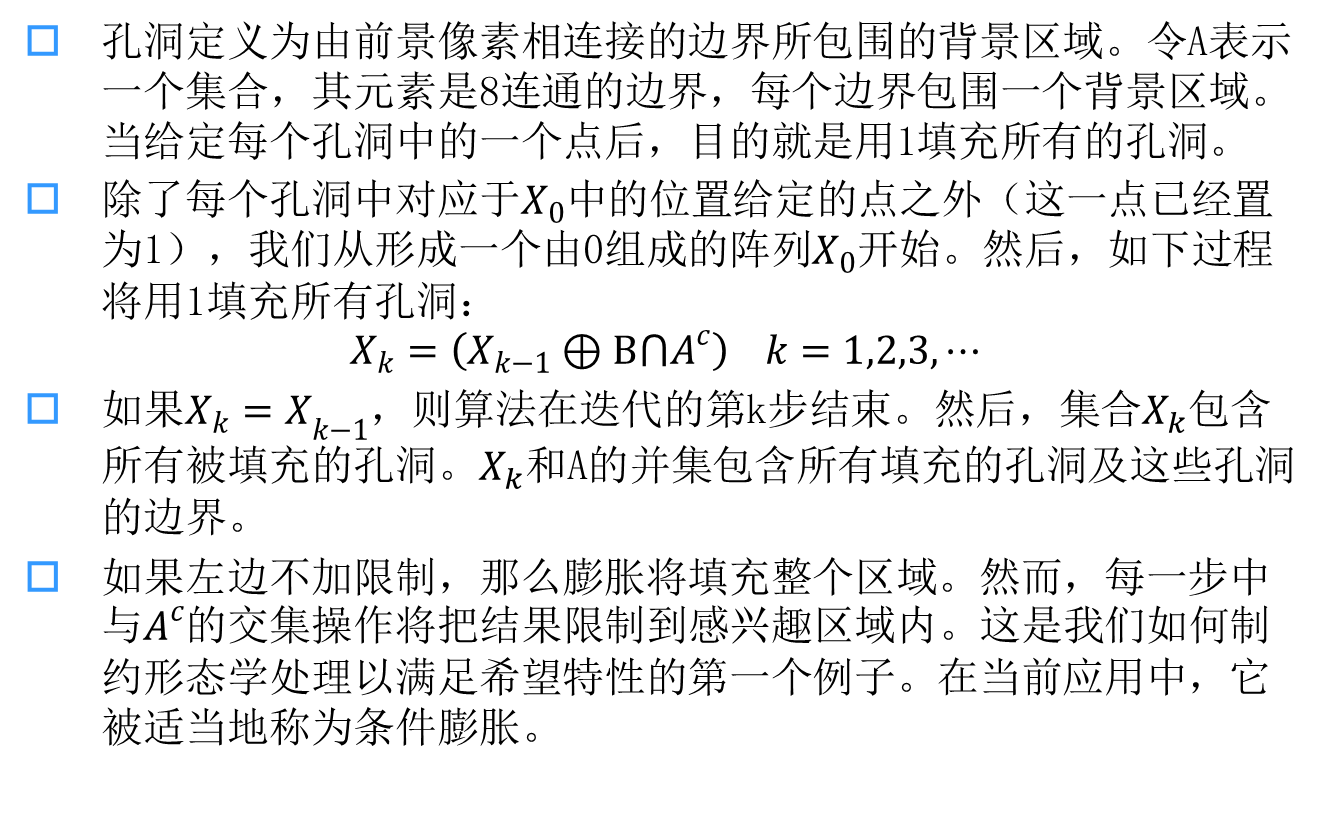 孔洞定义为由前景像素相连接的边界所包围的背景区域。令A表示
一个集合，其元素是8连通的边界，每个边界包围一个背景区域。
当给定每个孔洞中的一个点后，目的就是用1填充所有的孔洞。
除了每个孔洞中对应于X₀中的位置给定的点之外（这一点已经置
为1），我们从形成一个由0组成的阵列X₀开始。然后，如下过程
将用1填充所有孔洞：
Xₖ = (Xₖ₋₁ ⊕ B∩Aᶜ) k = 1,2,3,⋯
如果Xₖ = Xₖ₋₁，则算法在迭代的第k步结束。然后，集合Xₖ包含
所有被填充的孔洞。Xₖ和A的并集包含所有填充的孔洞及这些孔洞
的边界。
如果左边不加限制，那么膨胀将填充整个区域。然而，每一步中
与Aᶜ的交集操作将把结果限制到感兴趣区域内。这是我们如何制
约形态学处理以满足希望特性的第一个例子。在当前应用中，它
被适当地称为条件膨胀。